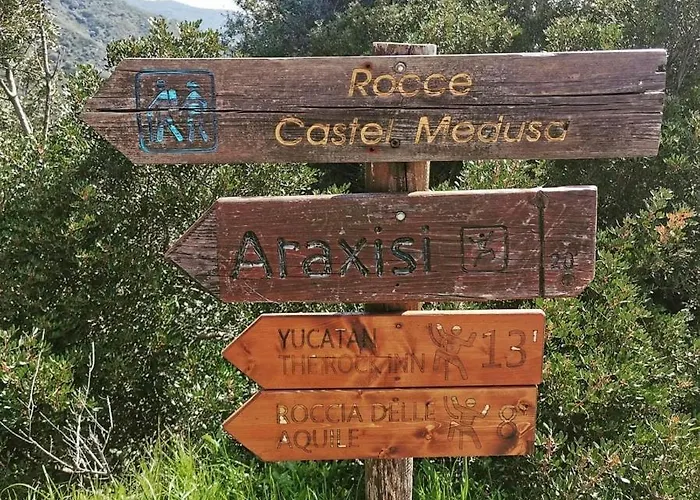 Rocce
Castel Medusa
Araxisi
20'
YUCATAN
THE ROCK INN
13'
ROCCIA DELLE
AQUILE
8'